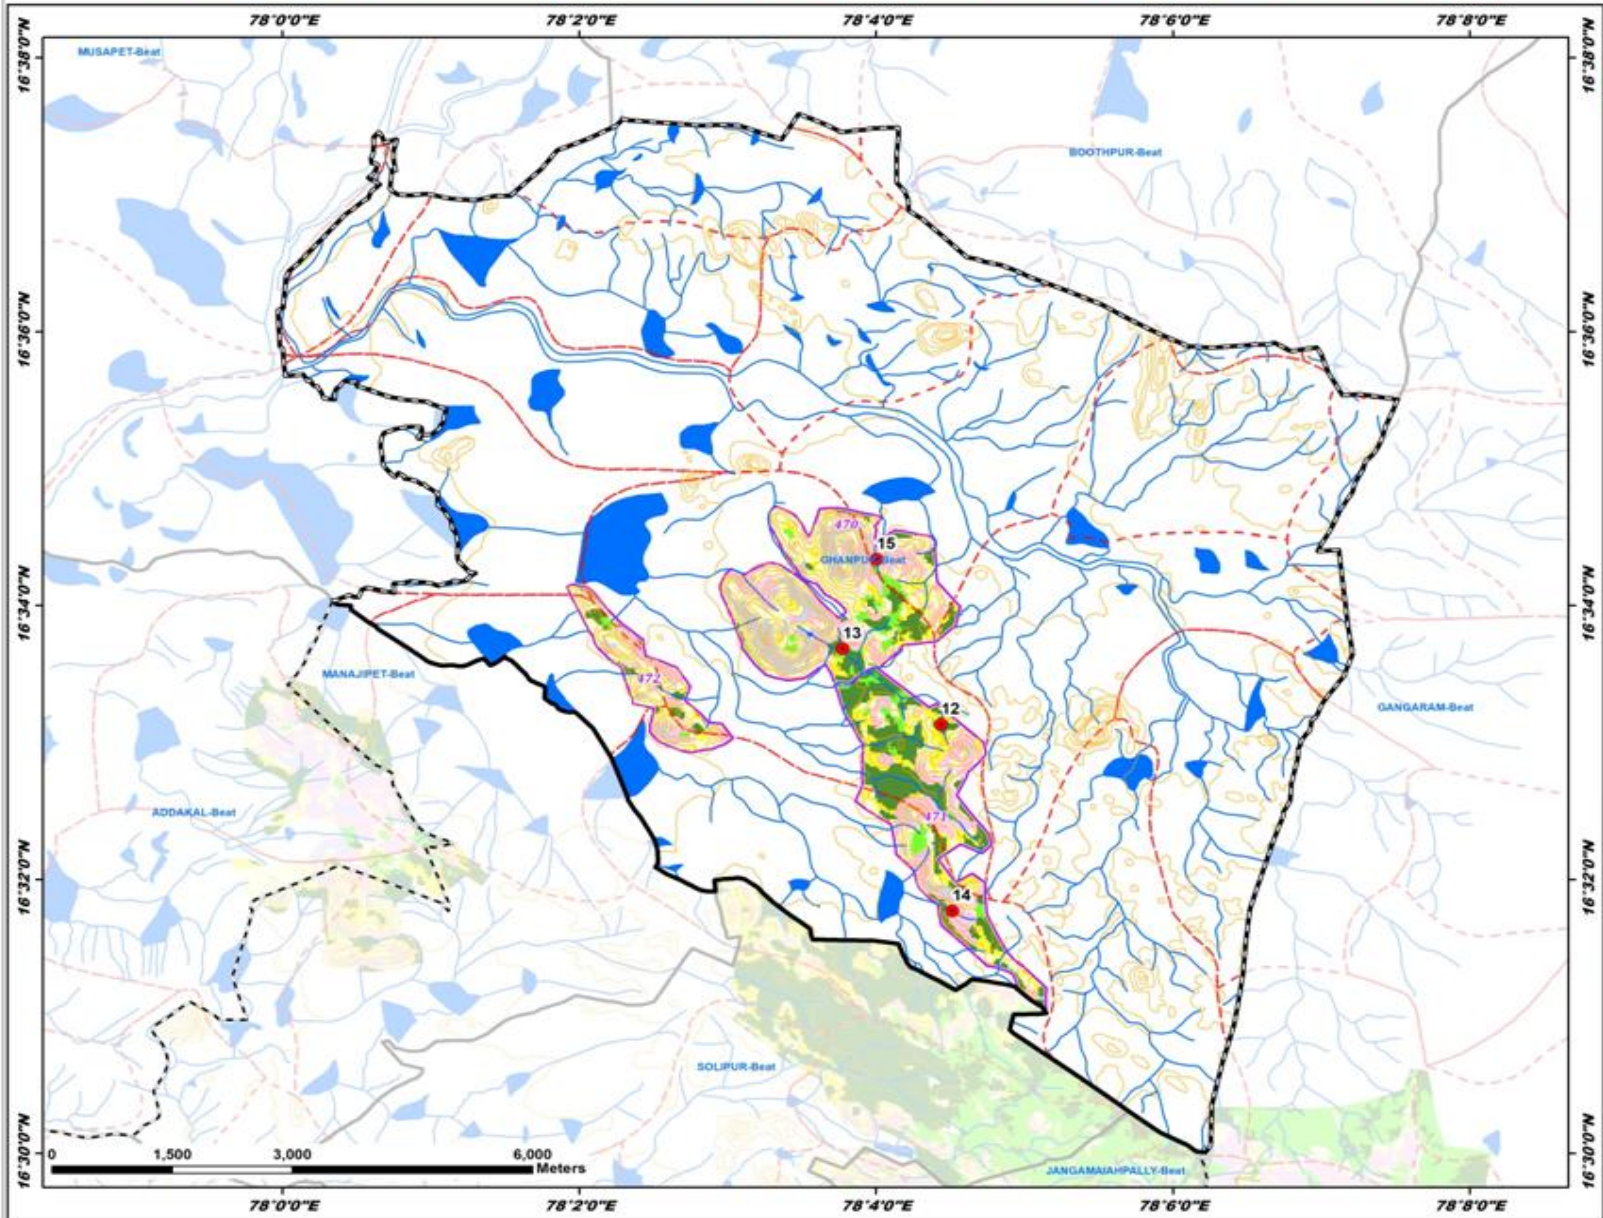 78°0'0"E 78°2'0"E 78°4'0"E 78°6'0"E 78°8'0"E
16°38'0"N 16°38'0"N
MUSAPET-Beat
BOOTHPUR-Beat
16°36'0"N 16°36'0"N
470
15
GHANPUR-Beat
16°34'0"N 16°34'0"N
13
MANAJIPET-Beat
472
12
GANGARAM-Beat
ADDAKAL-Beat
471
16°32'0"N 16°32'0"N
14
SOLIPUR-Beat
16°30'0"N 16°30'0"N
0 1,500 3,000 6,000
Meters
JANGAMAIAHPALLY-Beat
78°0'0"E 78°2'0"E 78°4'0"E 78°6'0"E 78°8'0"E